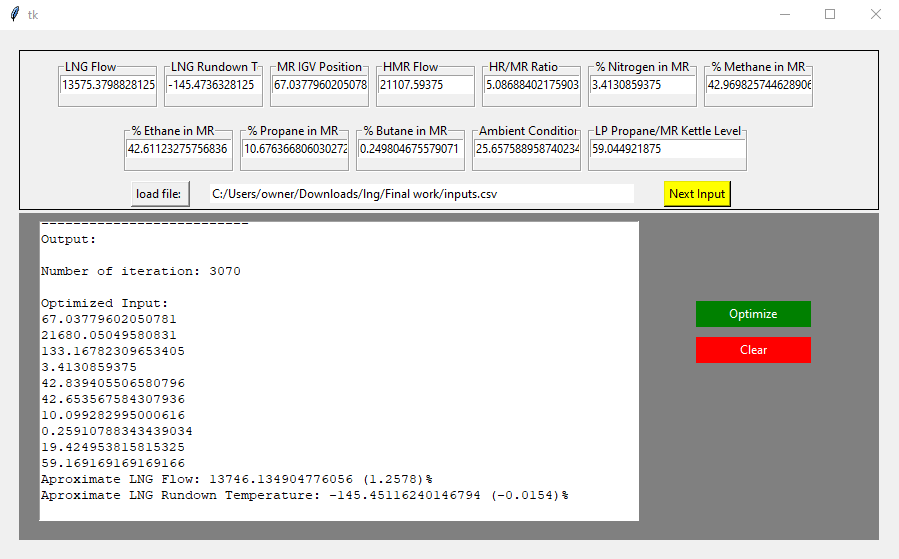 tk
LNG Flow LNG Rundown T MR IGV Position HMR Flow HR/MR Ratio % Nitrogen in MR % Methane in MR
13575.3798828125 -145.4736328125 67.0377960205078 21107.59375 5.08688402175903 3.4130859375 42.969825744628906
% Ethane in MR % Propane in MR % Butane in MR Ambient Condition LP Propane/MR Kettle Level
42.61123275756836 10.676366806030272 0.249804675579071 25.657588958740234 59.044921875
load file: C:/Users/owner/Downloads/lng/Final work/inputs.csv Next Input
Output:
Number of iteration: 3070
Optimized Input:
67.03779602050781
21680.05049580831
133.16782309653405
3.4130859375
42.839405506580796
42.653567584307936
10.099282995000616
0.25910788343439034
19.424953815815325
59.169169169169166
Aproximate LNG Flow: 13746.134904776056 (1.2578)%
Aproximate LNG Rundown Temperature: -145.45116240146794 (-0.0154)%
Optimize
Clear